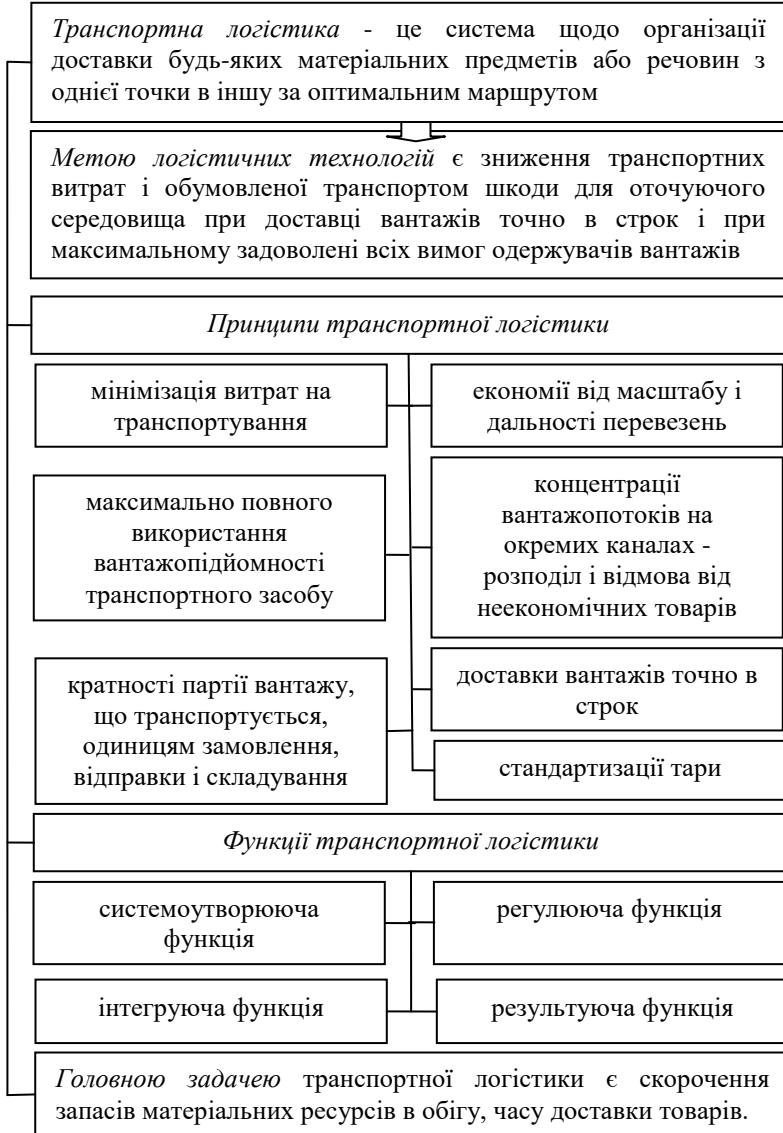 Транспортна логістика - це система щодо організації
доставки будь-яких матеріальних предметів або речовин з
однієї точки в іншу за оптимальним маршрутом
Метою логістичних технологій є зниження транспортних
витрат і обумовленої транспортом шкоди для оточуючого
середовища при доставці вантажів точно в строк і при
максимальному задоволені всіх вимог одержувачів вантажів
Принципи транспортної логістики
мінімізація витрат на
транспортування
економії від масштабу і
дальності перевезень
максимально повного
використання
вантажопідйомності
транспортного засобу
концентрації
вантажопотоків на
окремих каналах -
розподіл і відмова від
неекономічних товарів
кратності партії вантажу,
що транспортується,
одиницям замовлення,
відправки і складування
доставки вантажів точно в
строк
стандартизації тари
Функції транспортної логістики
системоутворююча
функція
регулююча функція
інтегруюча функція
результуюча функція
Головною задачею транспортної логістики є скорочення
запасів матеріальних ресурсів в обігу, часу доставки товарів.